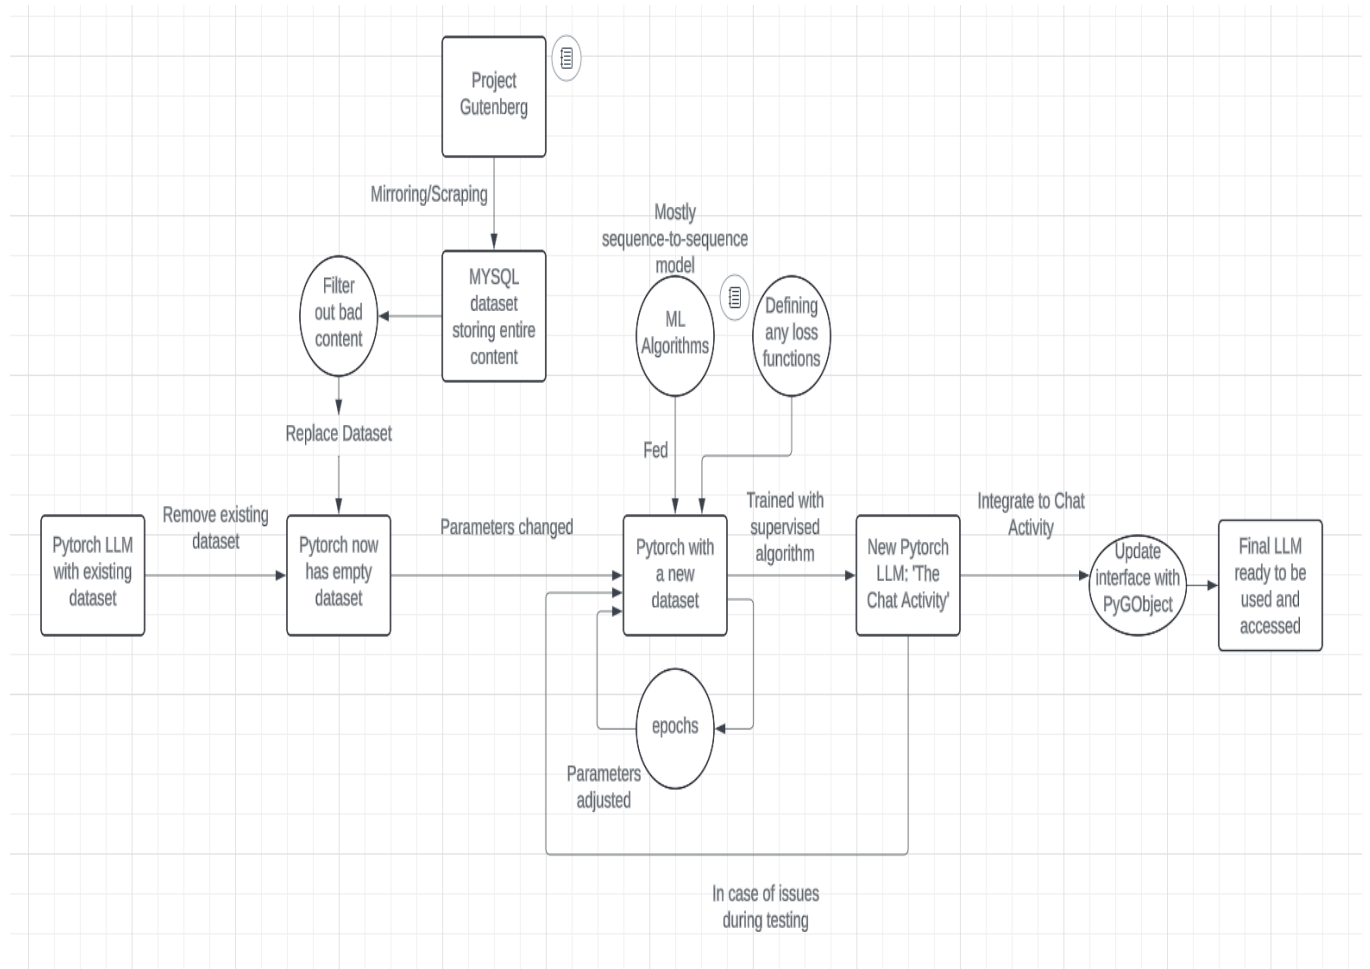 Project
Gutenberg
Mirroring/Scraping
Mostly
sequence-to-sequence
model
Filter
out bad
content
MYSQL
dataset
storing entire
content
ML
Algorithms
Defining
any loss
functions
Replace Dataset
Fed
Pytorch LLM
with existing
dataset
Remove existing
dataset
Pytorch now
has empty
dataset
Parameters changed
Pytorch with
a new
dataset
Trained with
supervised
algorithm
New Pytorch
LLM: 'The
Chat Activity'
Integrate to Chat
Activity
Update
interface with
PyGObject
Final LLM
ready to be
used and
accessed
epochs
Parameters
adjusted
In case of issues
during testing